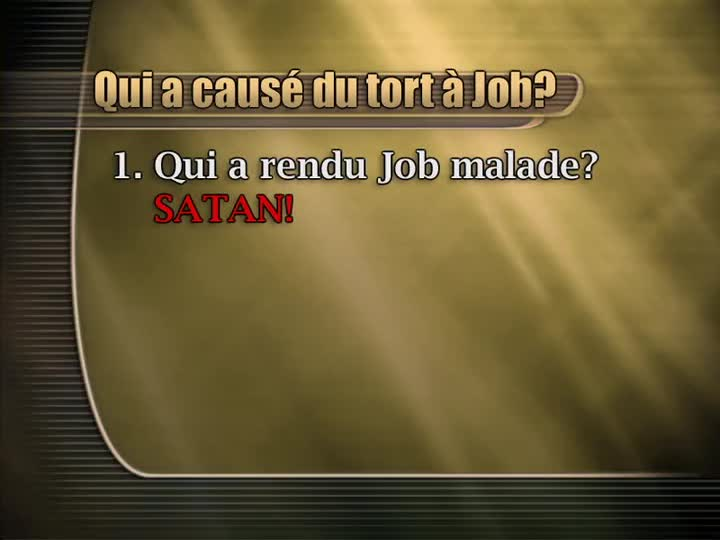 Qui a causé du tort à Job?
1. Qui a rendu Job malade?
SATAN!